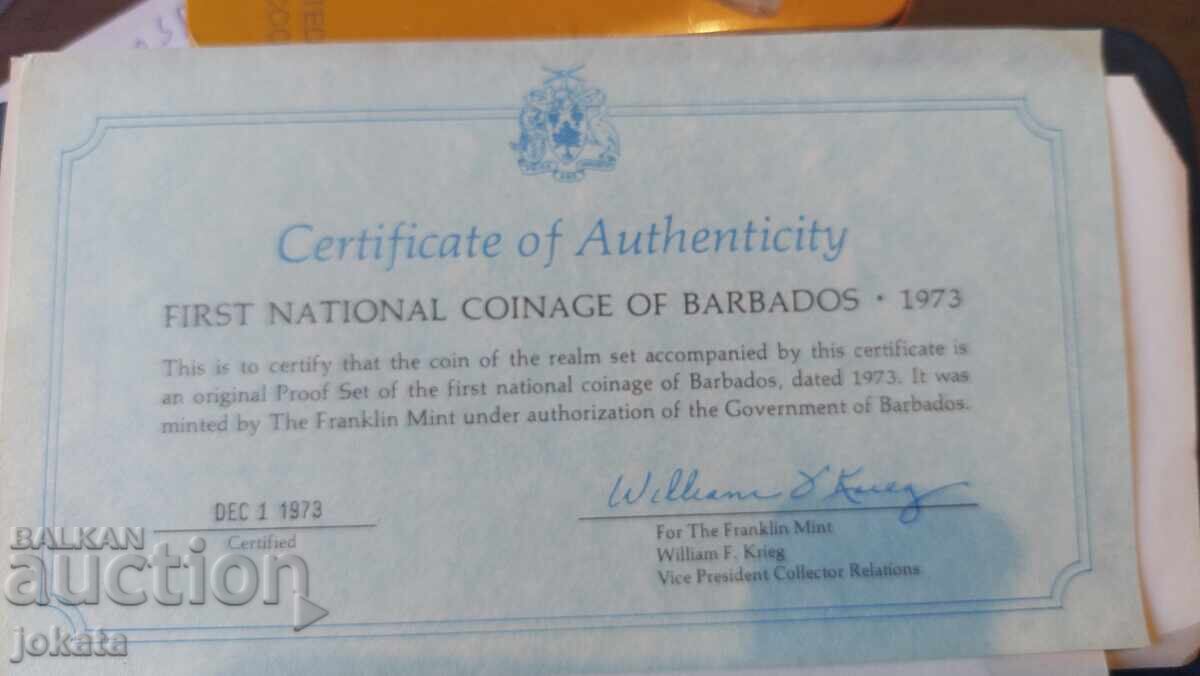 Certificate of Authenticity
FIRST NATIONAL COINAGE OF BARBADOS • 1973
This is to certify that the coin of the realm set accompanied by this certificate is
an original Proof Set of the first national coinage of Barbados, dated 1973. It was
minted by The Franklin Mint under authorization of the Government of Barbados.
DEC 1 1973
Certified
William F Krieg
For The Franklin Mint
William F. Krieg
Vice President Collector Relations
BALKAN
auction
jokata